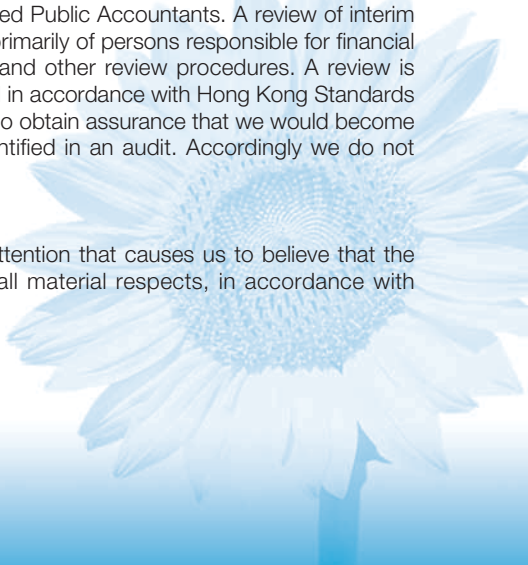 ed Public Accountants. A review of interim
primarily of persons responsible for financial
and other review procedures. A review is
in accordance with Hong Kong Standards
o obtain assurance that we would become
ntified in an audit. Accordingly we do not
ttention that causes us to believe that the
all material respects, in accordance with